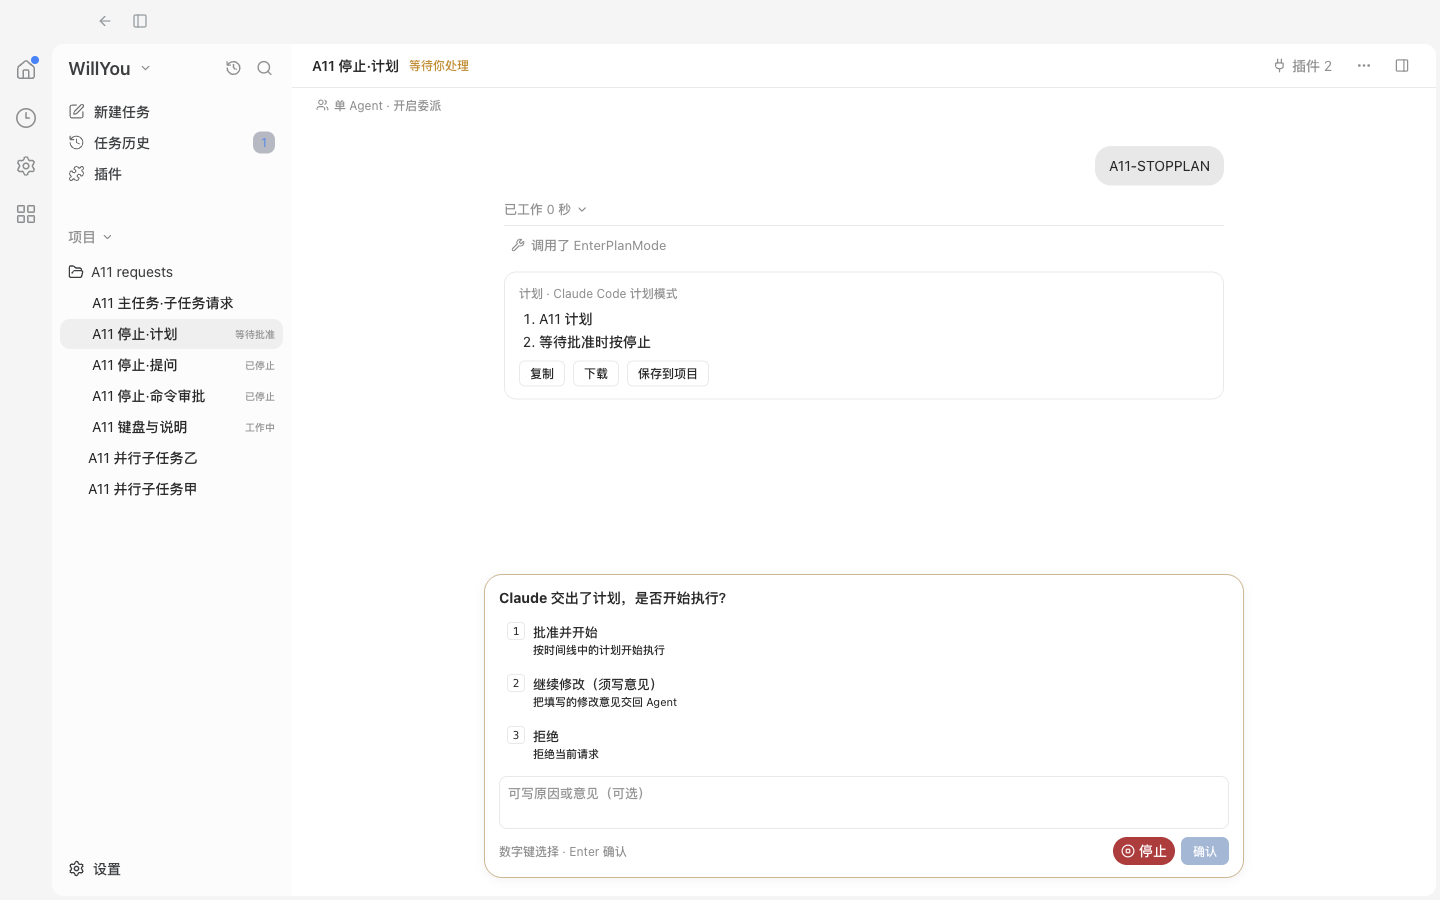 WillYou
新建任务
任务历史
1
插件
项目
A11 requests
A11 主任务·子任务请求
A11 停止·计划 等待批准
A11 停止·提问 已停止
A11 停止·命令审批 已停止
A11 键盘与说明 工作中
A11 并行子任务乙
A11 并行子任务甲
设置
A11 停止·计划 等待你处理
插件 2
单 Agent · 开启委派
A11-STOPPLAN
已工作 0 秒
调用了 EnterPlanMode
计划 · Claude Code 计划模式
1. A11 计划
2. 等待批准时按停止
复制 下载 保存到项目
Claude 交出了计划，是否开始执行?
1 批准并开始
按时间线中的计划开始执行
2 继续修改（须写意见）
把填写的修改意见交回 Agent
3 拒绝
拒绝当前请求
可写原因或意见（可选）
数字键选择 · Enter 确认
停止 确认